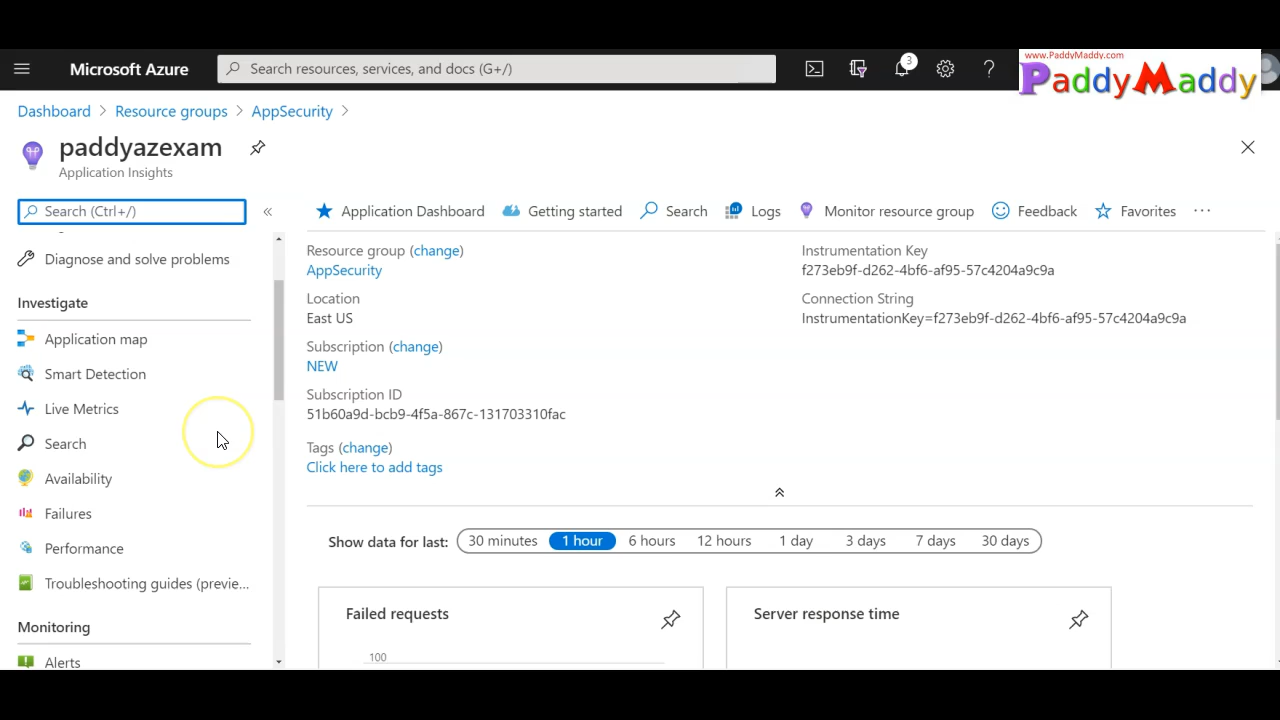 www.PaddyMaddy.com
PaddyMaddy
Microsoft Azure
Search resources, services, and docs (G+/)
3
Dashboard > Resource groups > AppSecurity >
paddyazexam
Application Insights
Search (Ctrl+/)
Application Dashboard Getting started Search Logs Monitor resource group Feedback Favorites ...
Diagnose and solve problems
Investigate
Application map
Smart Detection
Live Metrics
Search
Availability
Failures
Performance
Troubleshooting guides (previe...
Monitoring
Alerts
Resource group (change)
AppSecurity
Location
East US
Subscription (change)
NEW
Subscription ID
51b60a9d-bcb9-4f5a-867c-131703310fac
Tags (change)
Click here to add tags
Instrumentation Key
f273eb9f-d262-4bf6-af95-57c4204a9c9a
Connection String
InstrumentationKey=f273eb9f-d262-4bf6-af95-57c4204a9c9a
Show data for last: 30 minutes 1 hour 6 hours 12 hours 1 day 3 days 7 days 30 days
Failed requests
100
Server response time